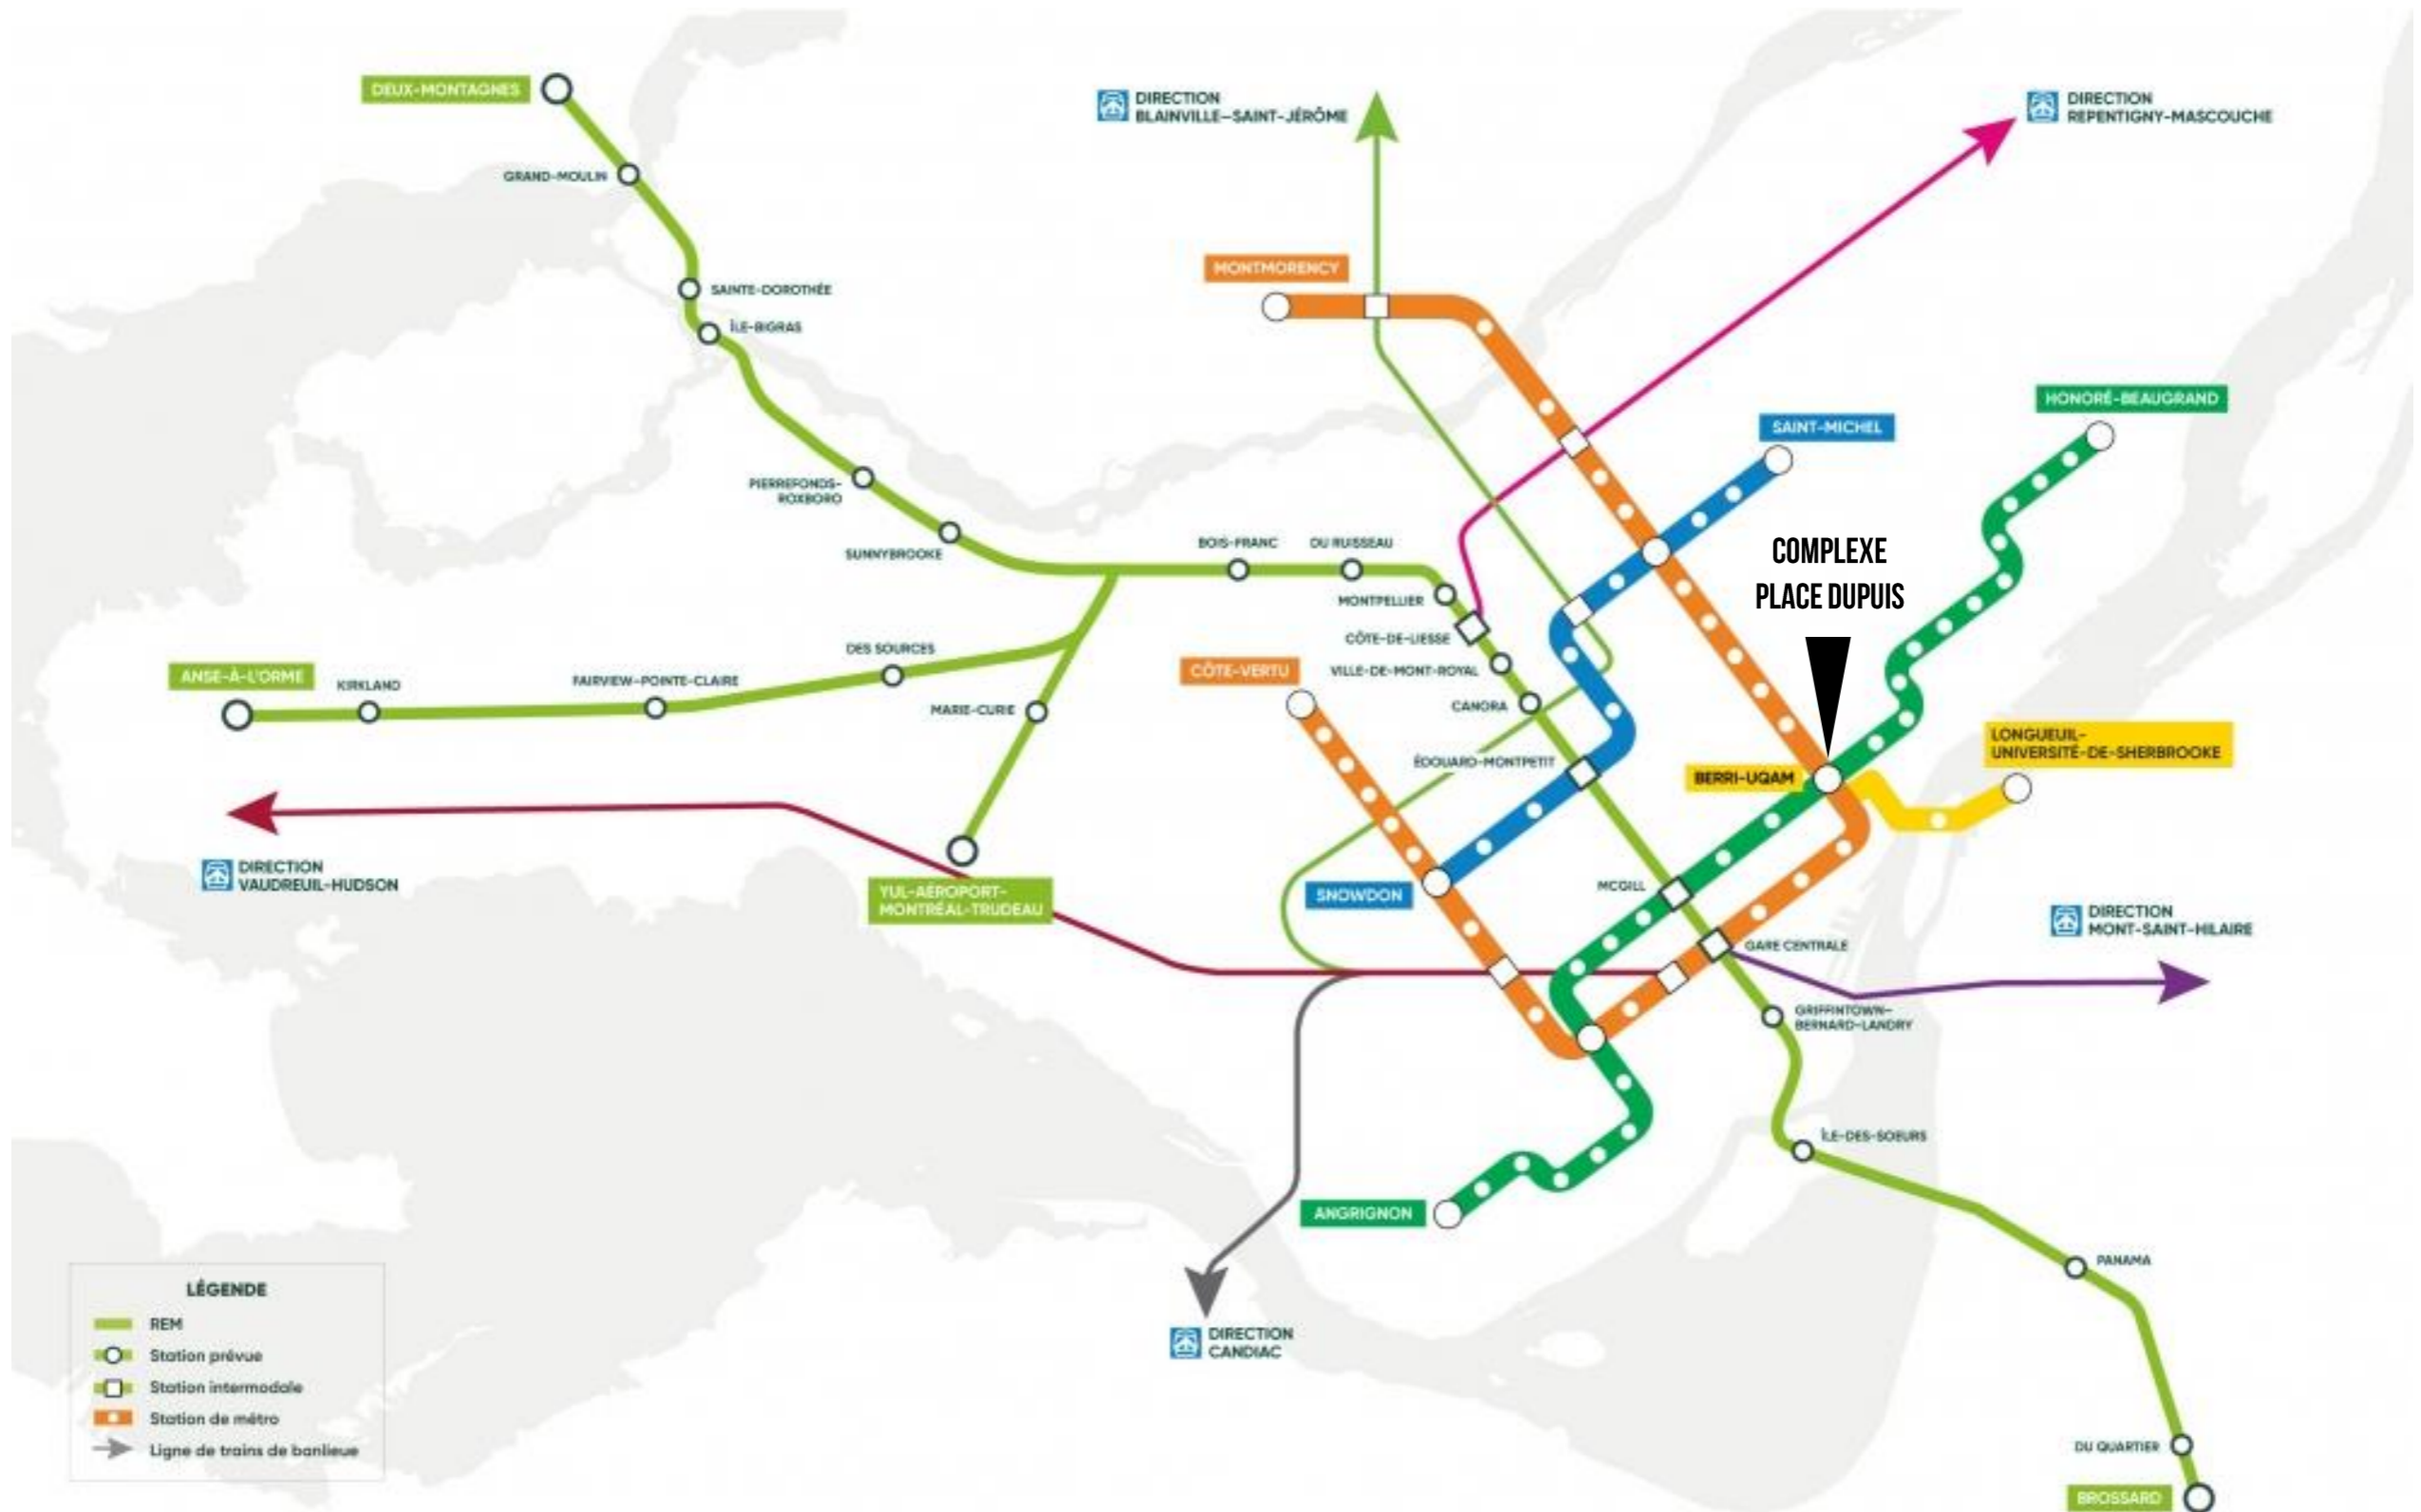 DEUX-MONTAGNES
GRAND-MOULIN
SAINTE-DOROTHÉE
ÎLE-BIGRAS
PIERREFONDS-
ROXBORO
SUNNYBROOKE
BOIS-FRANC
DU RUISSEAU
MONTPELLIER
CÔTE-DE-LIESSE
VILLE-DE-MONT-ROYAL
CANORA
ÉDOUARD-MONTPETIT
MCGILL
GARE CENTRALE
GRIFFINTOWN-
BERNARD-LANDRY
ÎLE-DES-SOEURS
PANAMA
DU QUARTIER
BROSSARD
ANSE-À-L'ORME
KIRKLAND
FAIRVIEW-POINTE-CLAIRE
DES SOURCES
MARIE-CURIE
YUL-AÉROPORT-
MONTRÉAL-TRUDEAU
DIRECTION
VAUDREUIL-HUDSON
DIRECTION
BLAINVILLE–SAINT-JÉRÔME
DIRECTION
REPENTIGNY-MASCOUCHE
MONTMORENCY
SAINT-MICHEL
HONORÉ-BEAUGRAND
COMPLEXE
PLACE DUPUIS
CÔTE-VERTU
BERRI-UQAM
LONGUEUIL-
UNIVERSITÉ-DE-SHERBROOKE
SNOWDON
DIRECTION
MONT-SAINT-HILAIRE
ANGRIGNON
DIRECTION
CANDIAC
LÉGENDE
REM
Station prévue
Station intermodale
Station de métro
Ligne de trains de banlieue